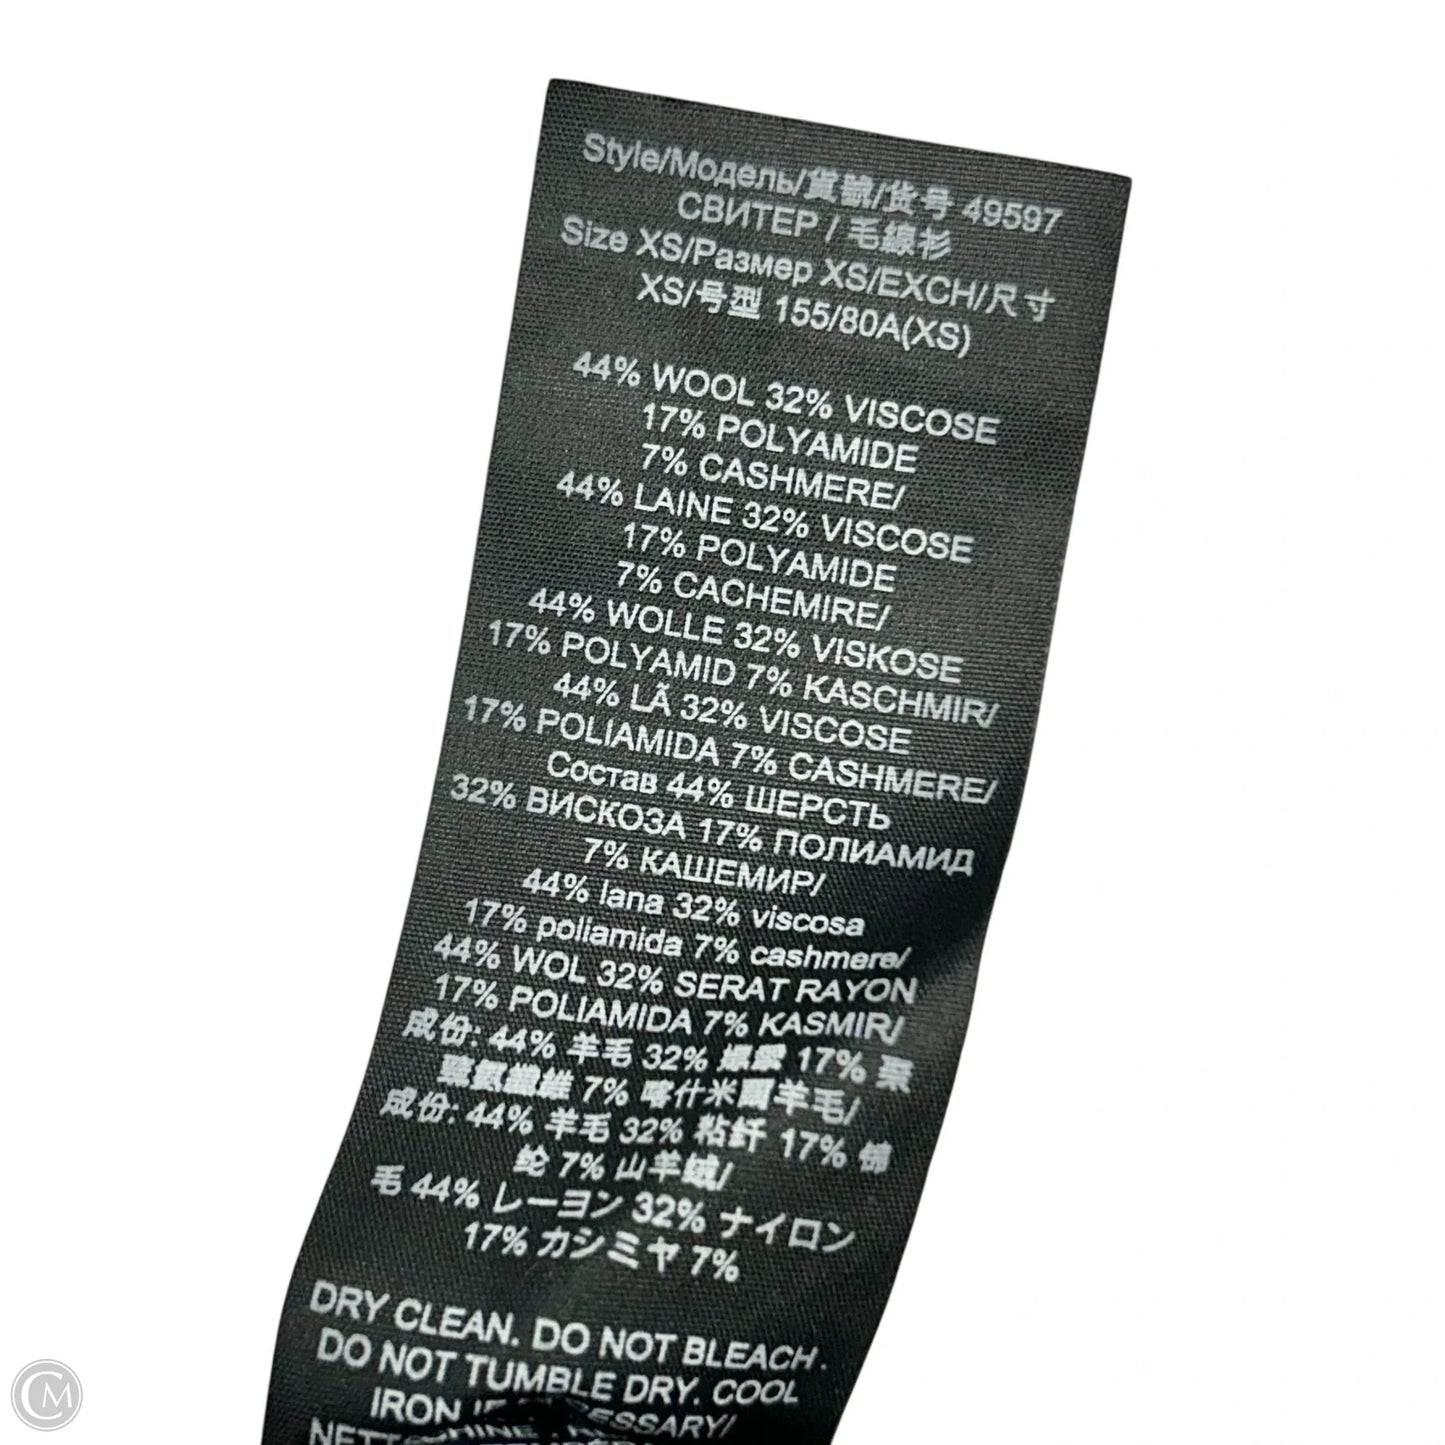 Style/Модель/貨號/货号 49597
СВИТЕР / 毛線衫
Size XS/Размер XS/EXCH/尺寸
XS/号型 155/80A(XS)
44% WOOL 32% VISCOSE
17% POLYAMIDE
7% CASHMERE/
44% LAINE 32% VISCOSE
17% POLYAMIDE
7% CACHEMIRE/
44% WOLLE 32% VISKOSE
17% POLYAMID 7% KASCHMIR/
44% LÃ 32% VISCOSE
17% POLIAMIDA 7% CASHMERE/
Состав 44% ШЕРСТЬ
32% ВИСКОЗА 17% ПОЛИАМИД
7% КАШЕМИР/
44% lana 32% viscosa
17% poliamida 7% cashmere/
44% WOL 32% SERAT RAYON
17% POLIAMIDA 7% KASMIR/
成份: 44% 羊毛 32% 17% 聚
7% 喀什米爾羊毛/
成份: 44% 羊毛 32% 粘纤 17% 锦
纶 7% 山羊绒/
毛 44% レーヨン 32% ナイロン
17% カシミヤ 7%
DRY CLEAN. DO NOT BLEACH.
DO NOT TUMBLE DRY. COOL
IRON
CM